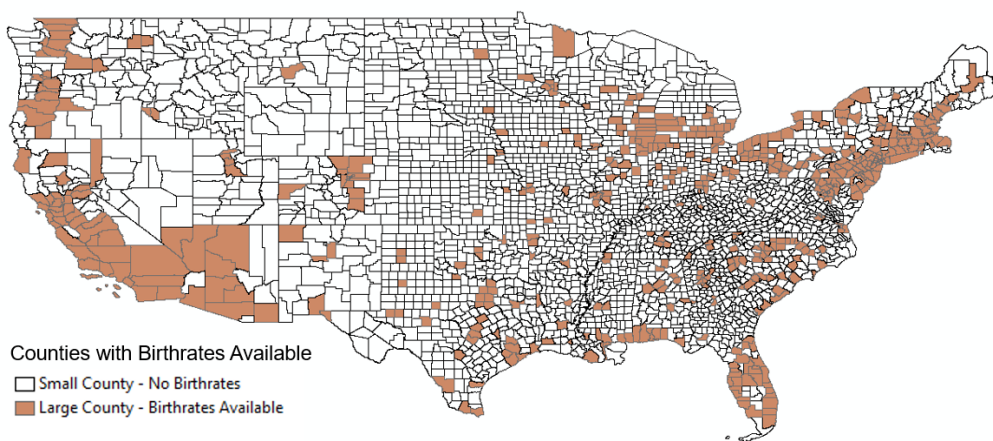 Counties with Birthrates Available
Small County - No Birthrates
Large County - Birthrates Available